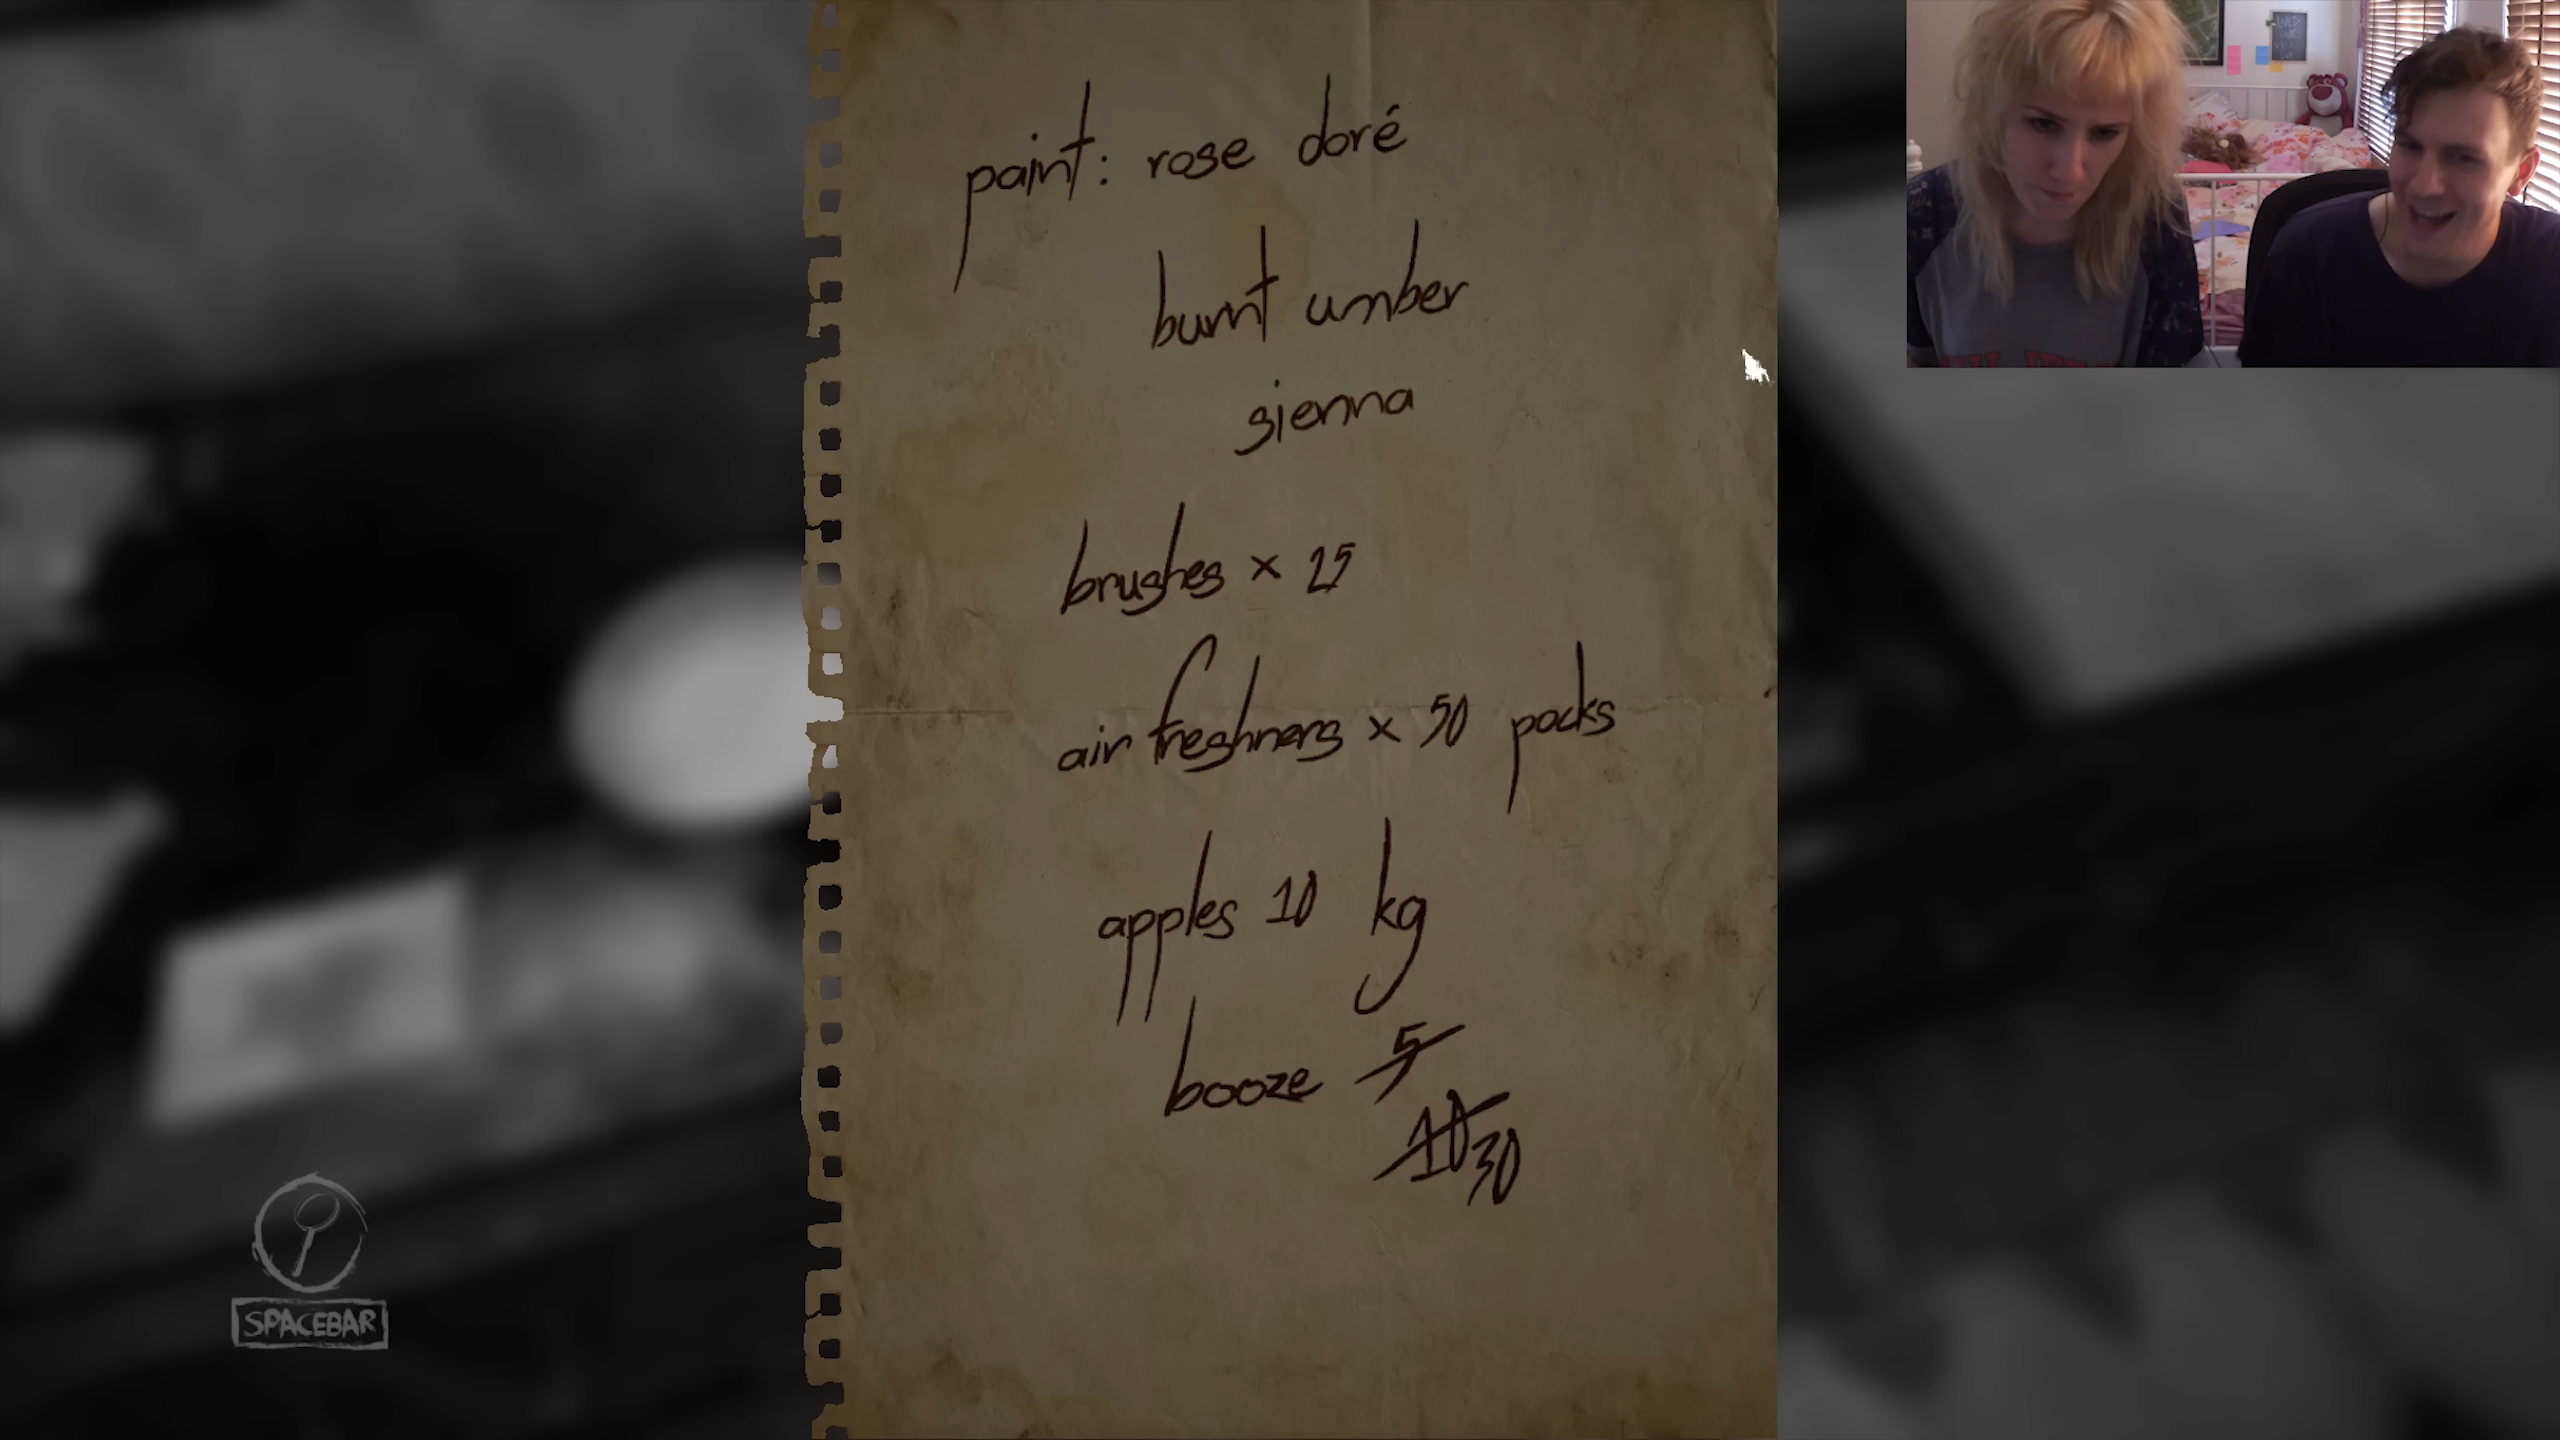 paint: rose doré
burnt umber
sienna
brushes x 25
air freshners x 50 packs
apples 10 kg
booze 5
10 30
SPACEBAR